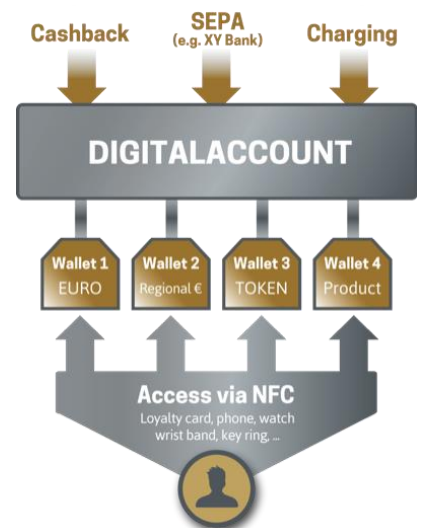 Cashback
SEPA
(e.g. XY Bank)
Charging
DIGITALACCOUNT
Wallet 1
EURO
Wallet 2
Regional €
Wallet 3
TOKEN
Wallet 4
Product
Access via NFC
Loyalty card, phone, watch
wrist band, key ring, ...